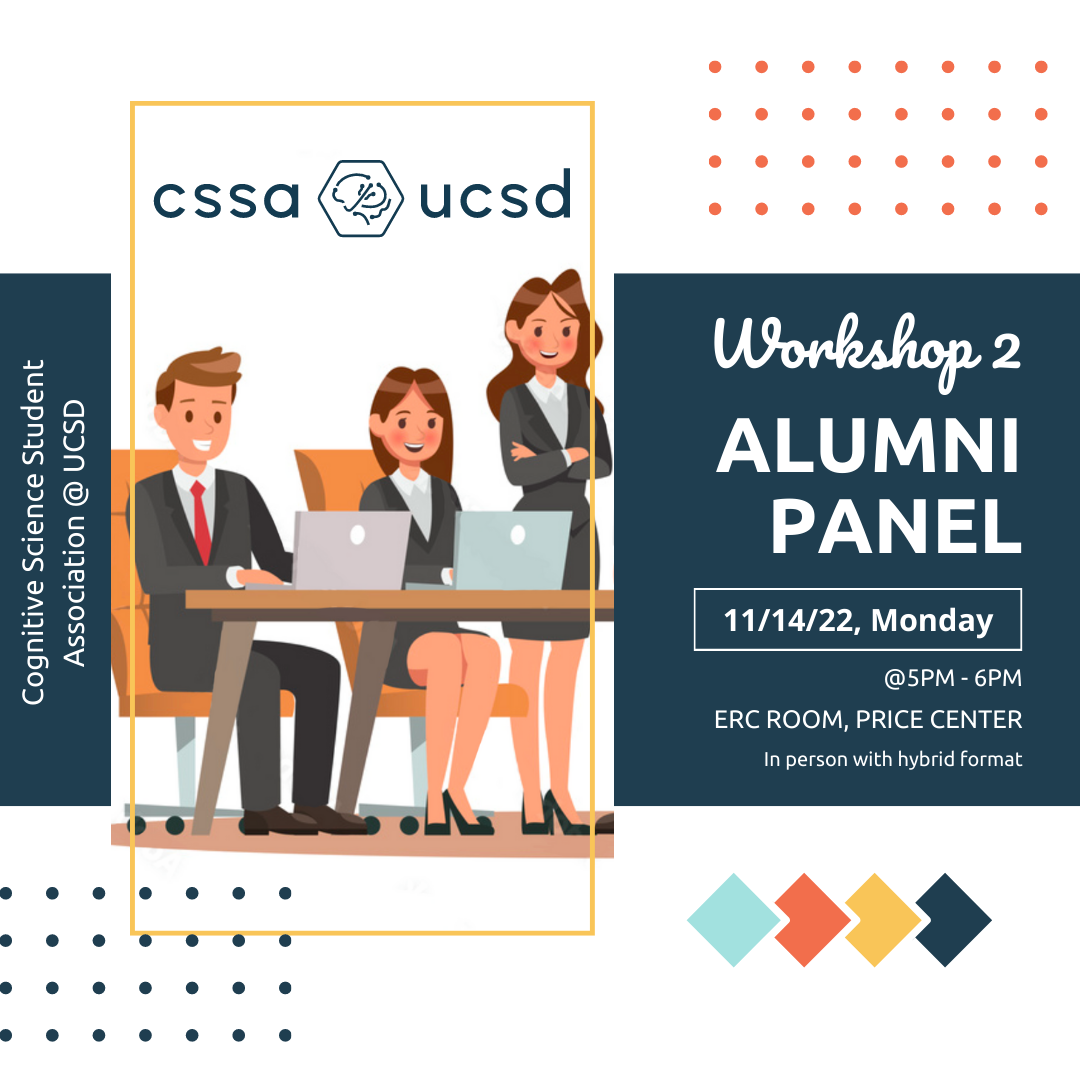 cssa ucsd
Cognitive Science Student
Association @ UCSD
Workshop 2
ALUMNI
PANEL
11/14/22, Monday
@5PM - 6PM
ERC ROOM, PRICE CENTER
In person with hybrid format